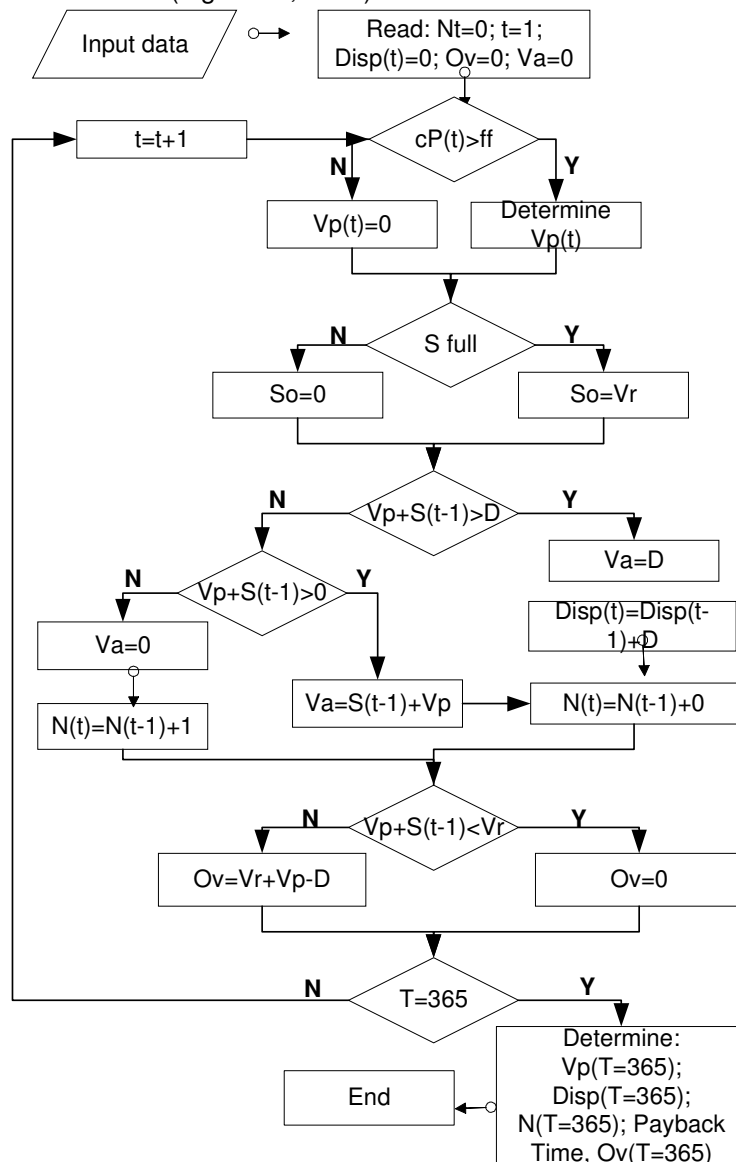 Input data
Read: Nt=0; t=1;
Disp(t)=0; Ov=0; Va=0
t=t+1
cP(t)>ff
N
Y
Vp(t)=0
Determine
Vp(t)
N
S full
Y
So=0
So=Vr
N
Vp+S(t-1)>D
Y
Va=D
N
Vp+S(t-1)>0
Y
Disp(t)=Disp(t-
1)+D
Va=0
Va=S(t-1)+Vp
N(t)=N(t-1)+0
N(t)=N(t-1)+1
N
Vp+S(t-1)<Vr
Y
Ov=Vr+Vp-D
Ov=0
N
T=365
Y
Determine:
Vp(T=365);
Disp(T=365);
N(T=365); Payback
Time, Ov(T=365)
End